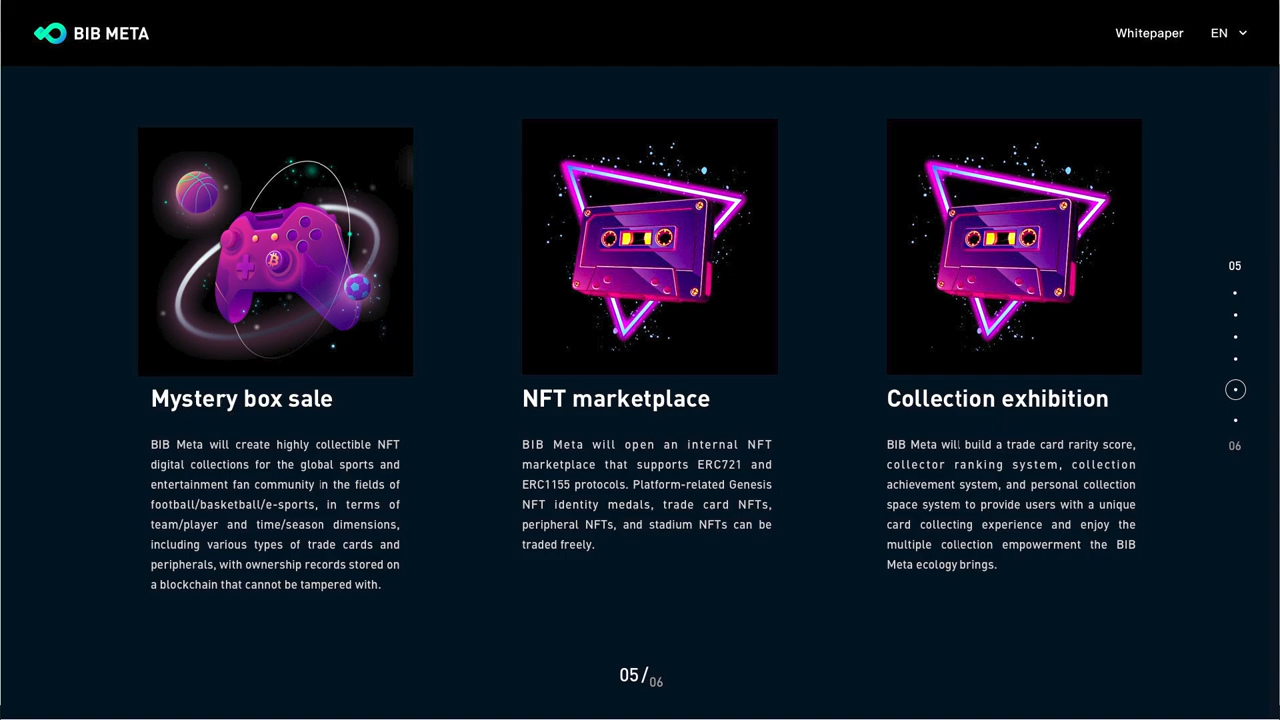 BIB META
Whitepaper
EN
Mystery box sale
BIB Meta will create highly collectible NFT
digital collections for the global sports and
entertainment fan community in the fields of
football/basketball/e-sports, in terms of
team/player and time/season dimensions,
including various types of trade cards and
peripherals, with ownership records stored on
a blockchain that cannot be tampered with.
NFT marketplace
BIB Meta will open an internal NFT
marketplace that supports ERC721 and
ERC1155 protocols. Platform-related Genesis
NFT identity medals, trade card NFTs,
peripheral NFTs, and stadium NFTs can be
traded freely.
Collection exhibition
BIB Meta will build a trade card rarity score,
collector ranking system, collection
achievement system, and personal collection
space system to provide users with a unique
card collecting experience and enjoy the
multiple collection empowerment the BIB
Meta ecology brings.
05
06
05/06